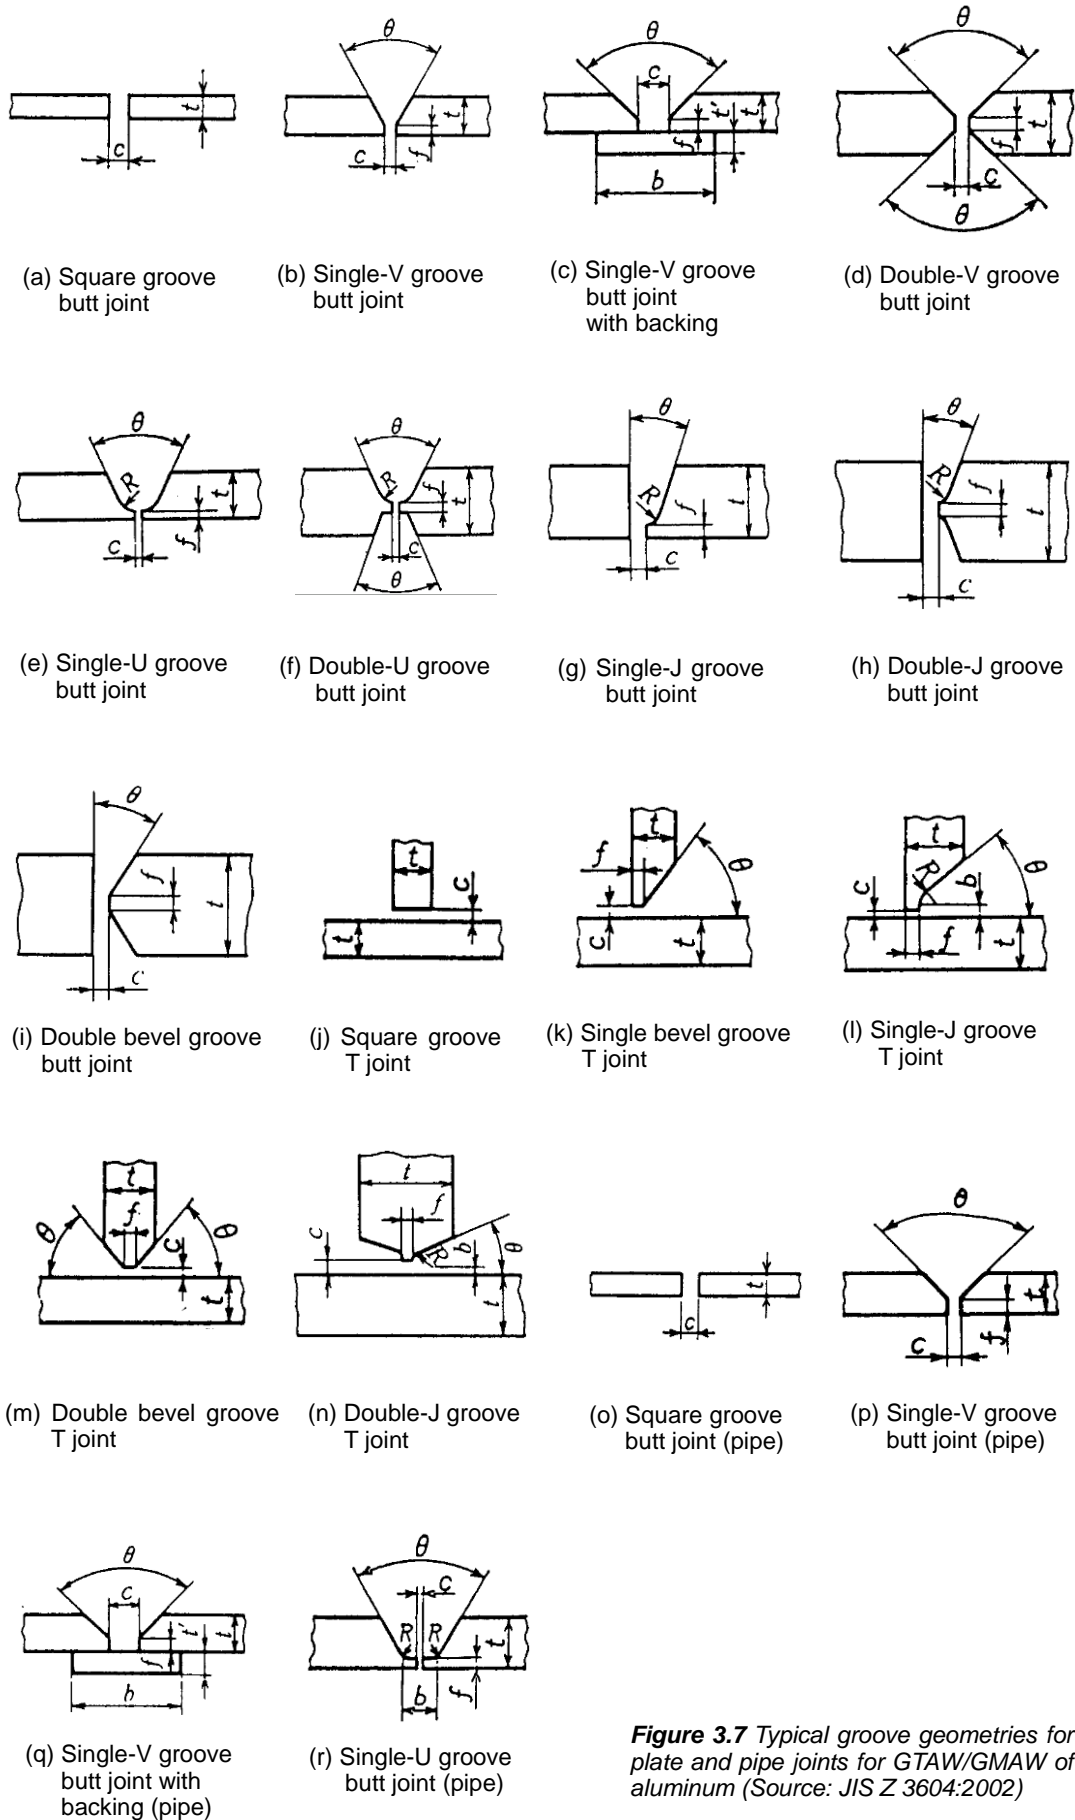 θ
t
c
θ
c
f
t
θ
c
t'
t
f
b
θ
f
t
c
θ
(a) Square groove
butt joint
(b) Single-V groove
butt joint
(c) Single-V groove
butt joint
with backing
(d) Double-V groove
butt joint
θ
R
t
c
f
θ
R
f
t
c
θ
θ
R
f
t
c
θ
R
f
t
c
(e) Single-U groove
butt joint
(f) Double-U groove
butt joint
(g) Single-J groove
butt joint
(h) Double-J groove
butt joint
θ
f
t
c
t
c
t
t
f
θ
c
t
t
R
θ
c
b
f
t
(i) Double bevel groove
butt joint
(j) Square groove
T joint
(k) Single bevel groove
T joint
(l) Single-J groove
T joint
t
f
θ
θ
c
t
t
f
c
R
b
θ
t
t
c
θ
t
c
f
(m) Double bevel groove
T joint
(n) Double-J groove
T joint
(o) Square groove
butt joint (pipe)
(p) Single-V groove
butt joint (pipe)
θ
c
t'
t
f
b
θ
c
R
R
t
b
f
(q) Single-V groove
butt joint with
backing (pipe)
(r) Single-U groove
butt joint (pipe)
Figure 3.7 Typical groove geometries for
plate and pipe joints for GTAW/GMAW of
aluminum (Source: JIS Z 3604:2002)